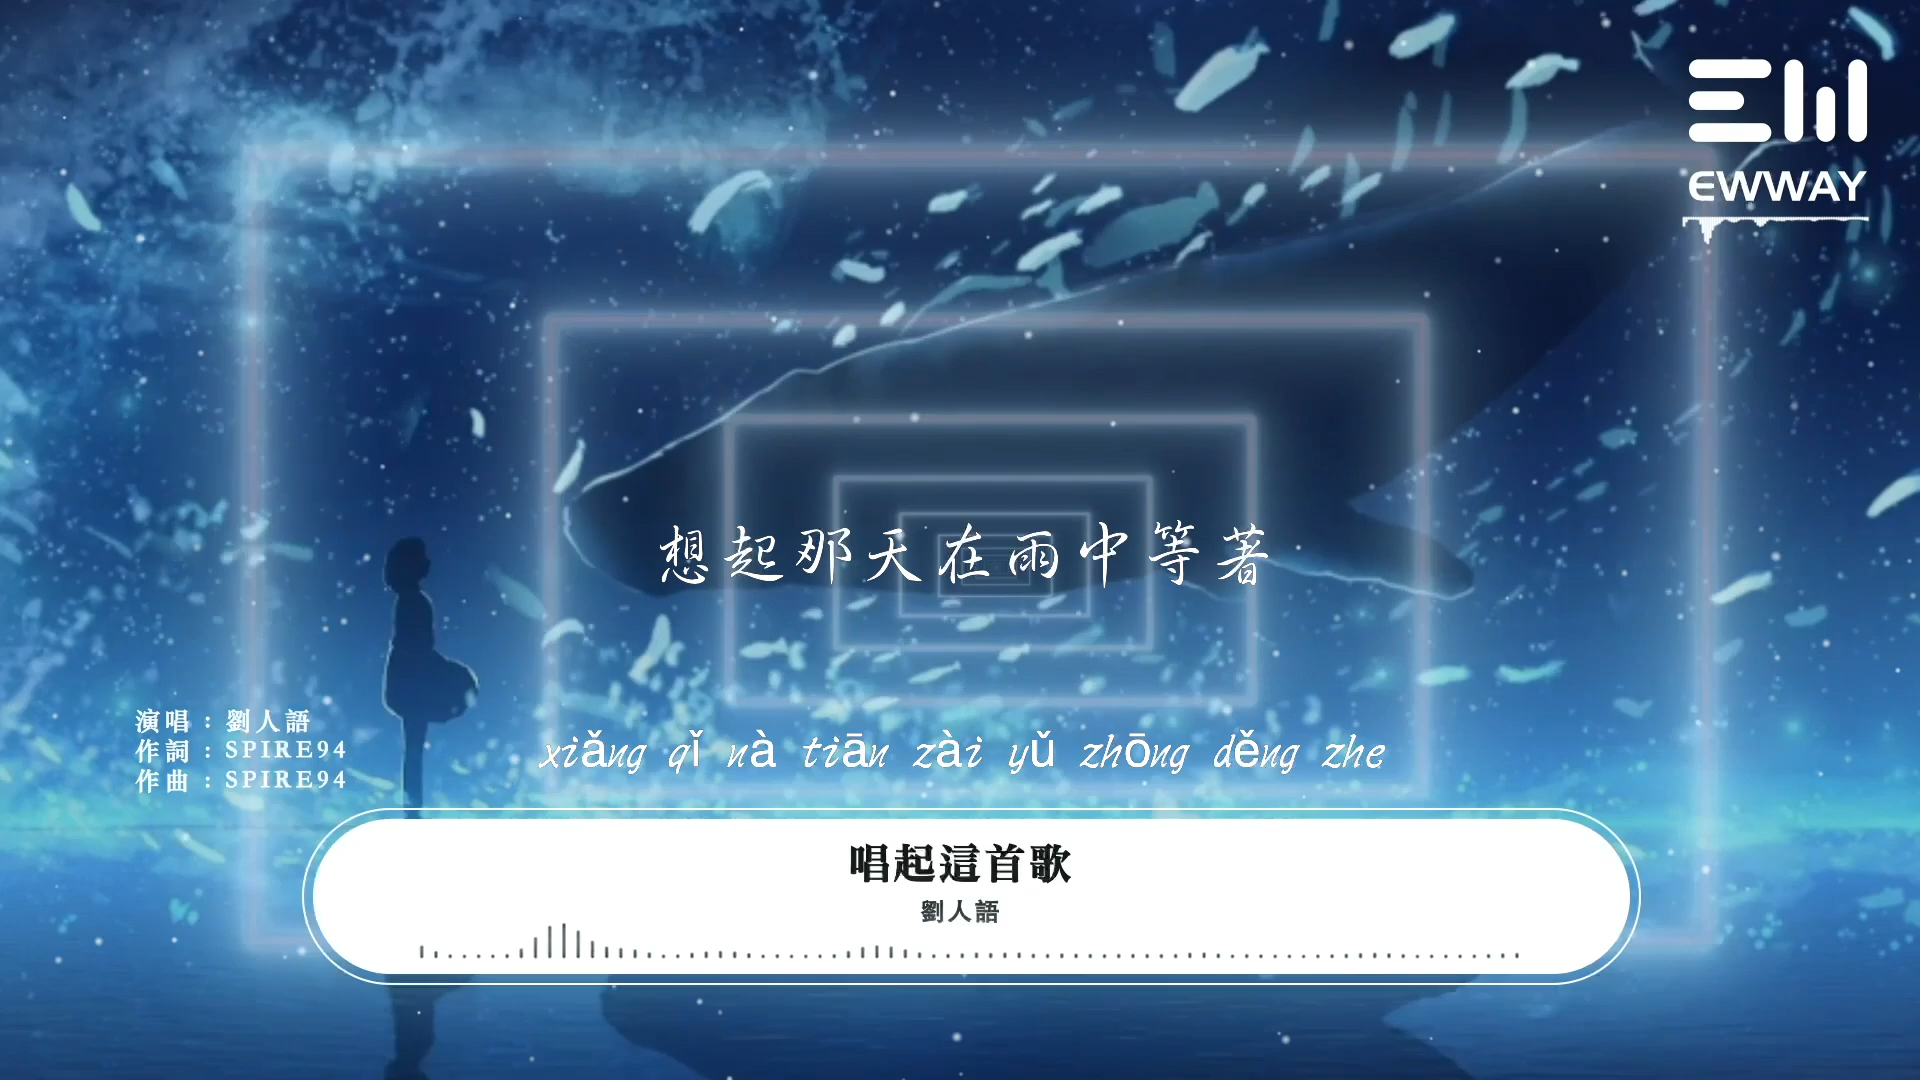 EW
EWWAY
想起那天在雨中等著
演唱：劉人語
作詞：SPIRE94
作曲：SPIRE94
xiǎng qǐ nà tiān zài yǔ zhōng děng zhe
唱起這首歌
劉人語